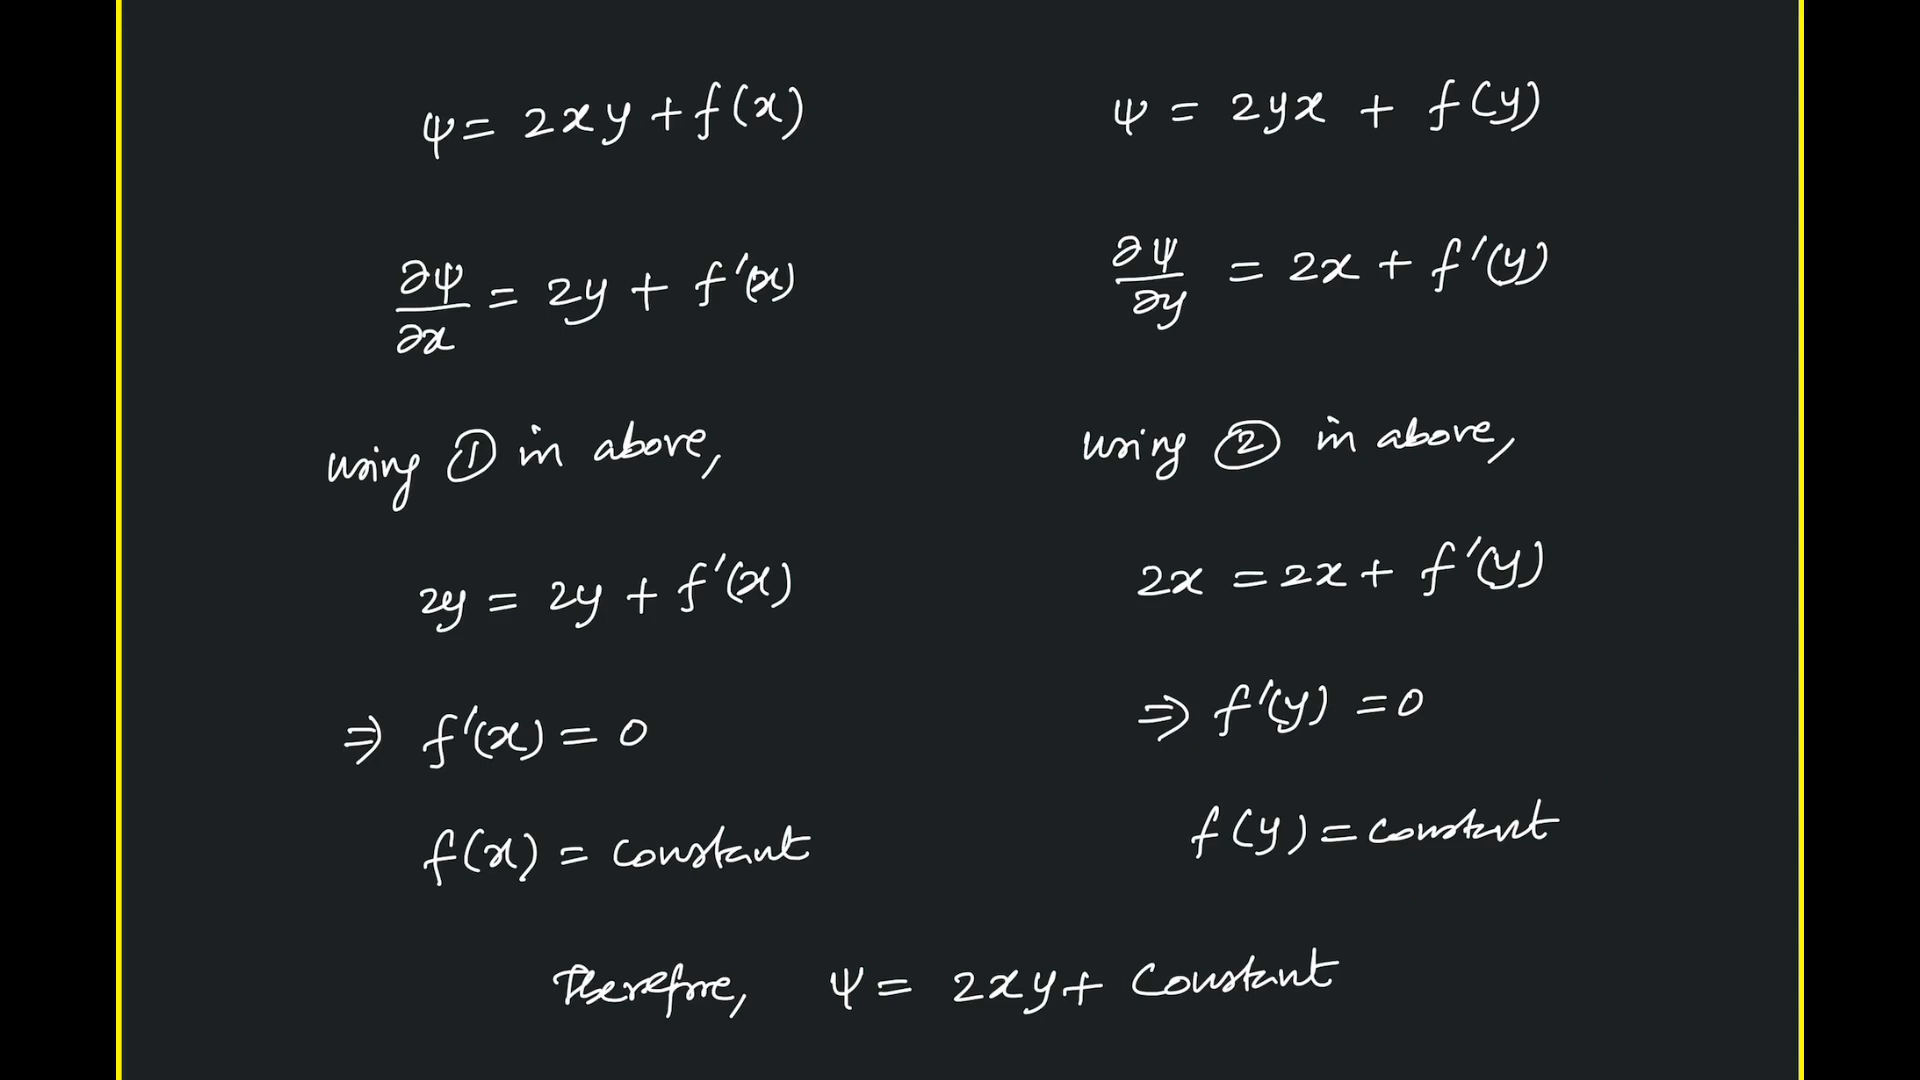 ψ = 2xy + f(x)
∂ψ/∂x = 2y + f'(x)
using ① in above,
2y = 2y + f'(x)
⇒ f'(x) = 0
f(x) = constant
ψ = 2yx + f(y)
∂ψ/∂y = 2x + f'(y)
using ② in above,
2x = 2x + f'(y)
⇒ f'(y) = 0
f(y) = constant
Therefore, ψ = 2xy + Constant